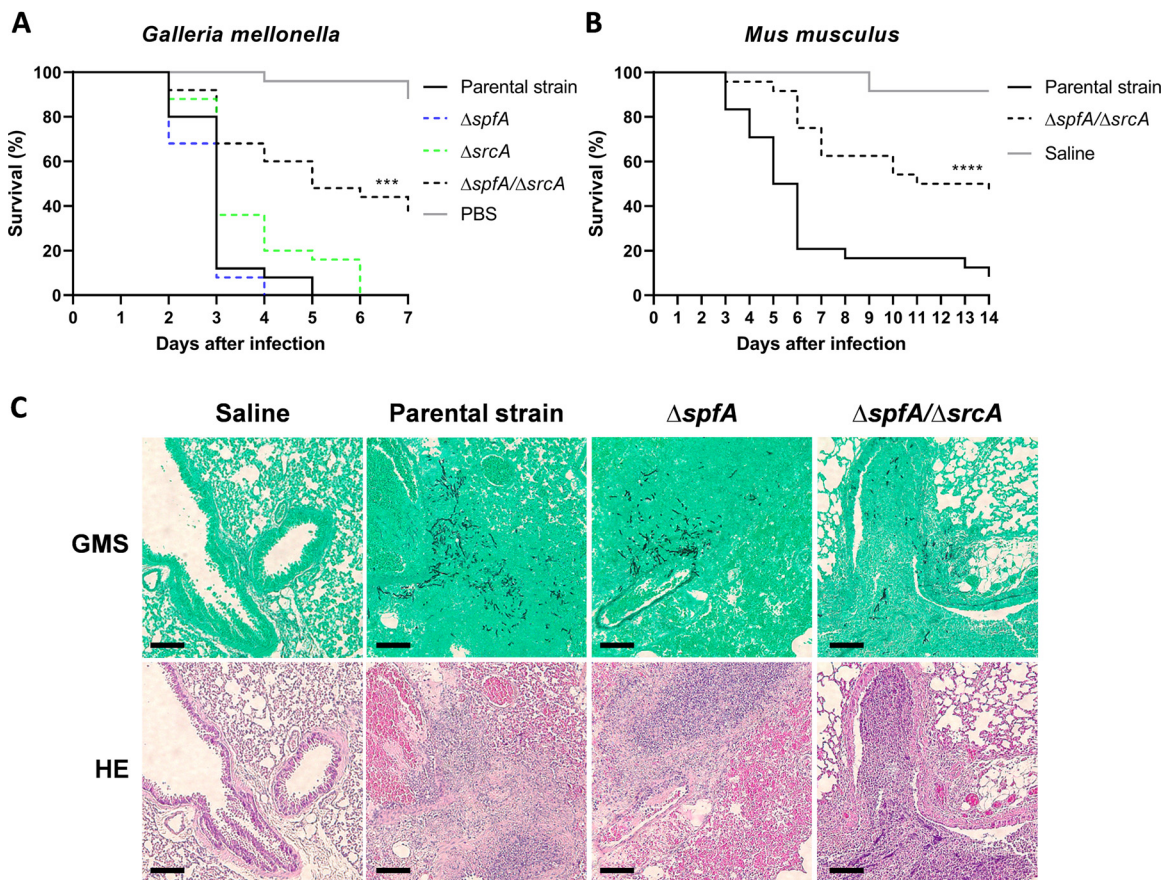 A
Galleria mellonella
100
80
60
40
20
0
Survival (%)
0 1 2 3 4 5 6 7
Days after infection
***
Parental strain
ΔspfA
ΔsrcA
ΔspfA/ΔsrcA
PBS
B
Mus musculus
100
80
60
40
20
0
Survival (%)
0 1 2 3 4 5 6 7 8 9 10 11 12 13 14
Days after infection
****
Parental strain
ΔspfA/ΔsrcA
Saline
C
Saline Parental strain ΔspfA ΔspfA/ΔsrcA
GMS
HE